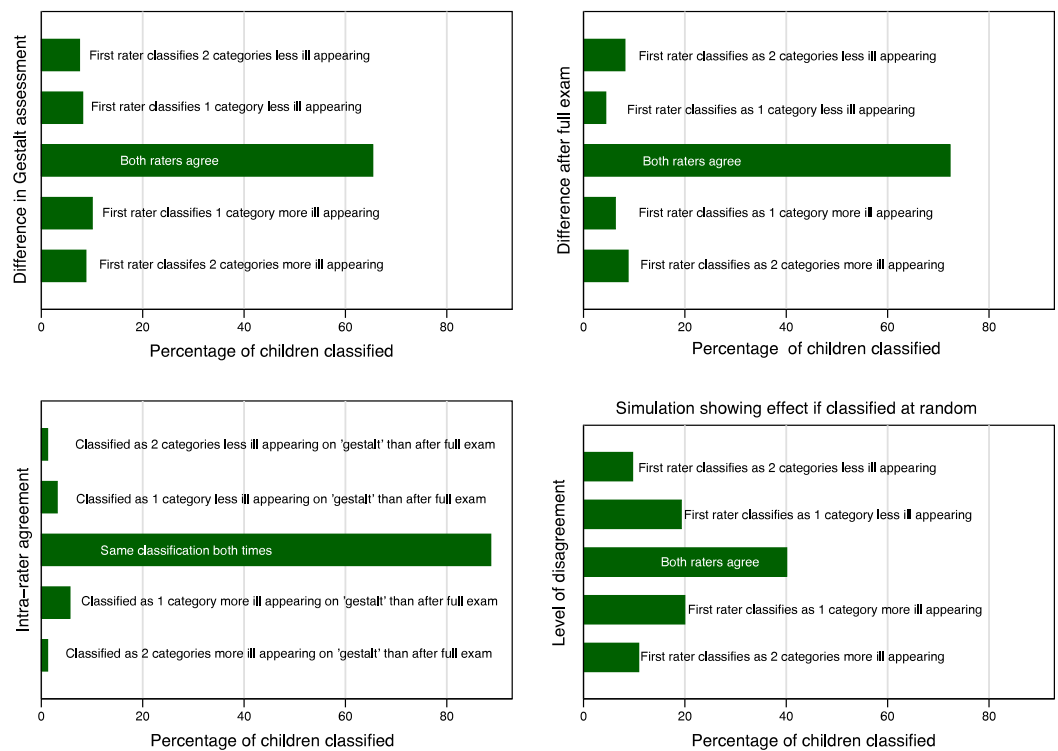 Difference in Gestalt assessment
First rater classifies 2 categories less ill appearing
First rater classifies 1 category less ill appearing
Both raters agree
First rater classifies 1 category more ill appearing
First rater classifes 2 categories more ill appearing
0 20 40 60 80
Percentage of children classified
Difference after full exam
First rater classifies as 2 categories less ill appearing
First rater classifies as 1 category less ill appearing
Both raters agree
First rater classifies as 1 category more ill appearing
First rater classifies as 2 categories more ill appearing
0 20 40 60 80
Percentage of children classified
Intra-rater agreement
Classified as 2 categories less ill appearing on 'gestalt' than after full exam
Classified as 1 category less ill appearing on 'gestalt' than after full exam
Same classification both times
Classified as 1 category more ill appearing on 'gestalt' than after full exam
Classified as 2 categories more ill appearing on 'gestalt' than after full exam
0 20 40 60 80
Percentage of children classified
Simulation showing effect if classified at random
Level of disagreement
First rater classifies as 2 categories less ill appearing
First rater classifies as 1 category less ill appearing
Both raters agree
First rater classifies as 1 category more ill appearing
First rater classifies as 2 categories more ill appearing
0 20 40 60 80
Percentage of children classified